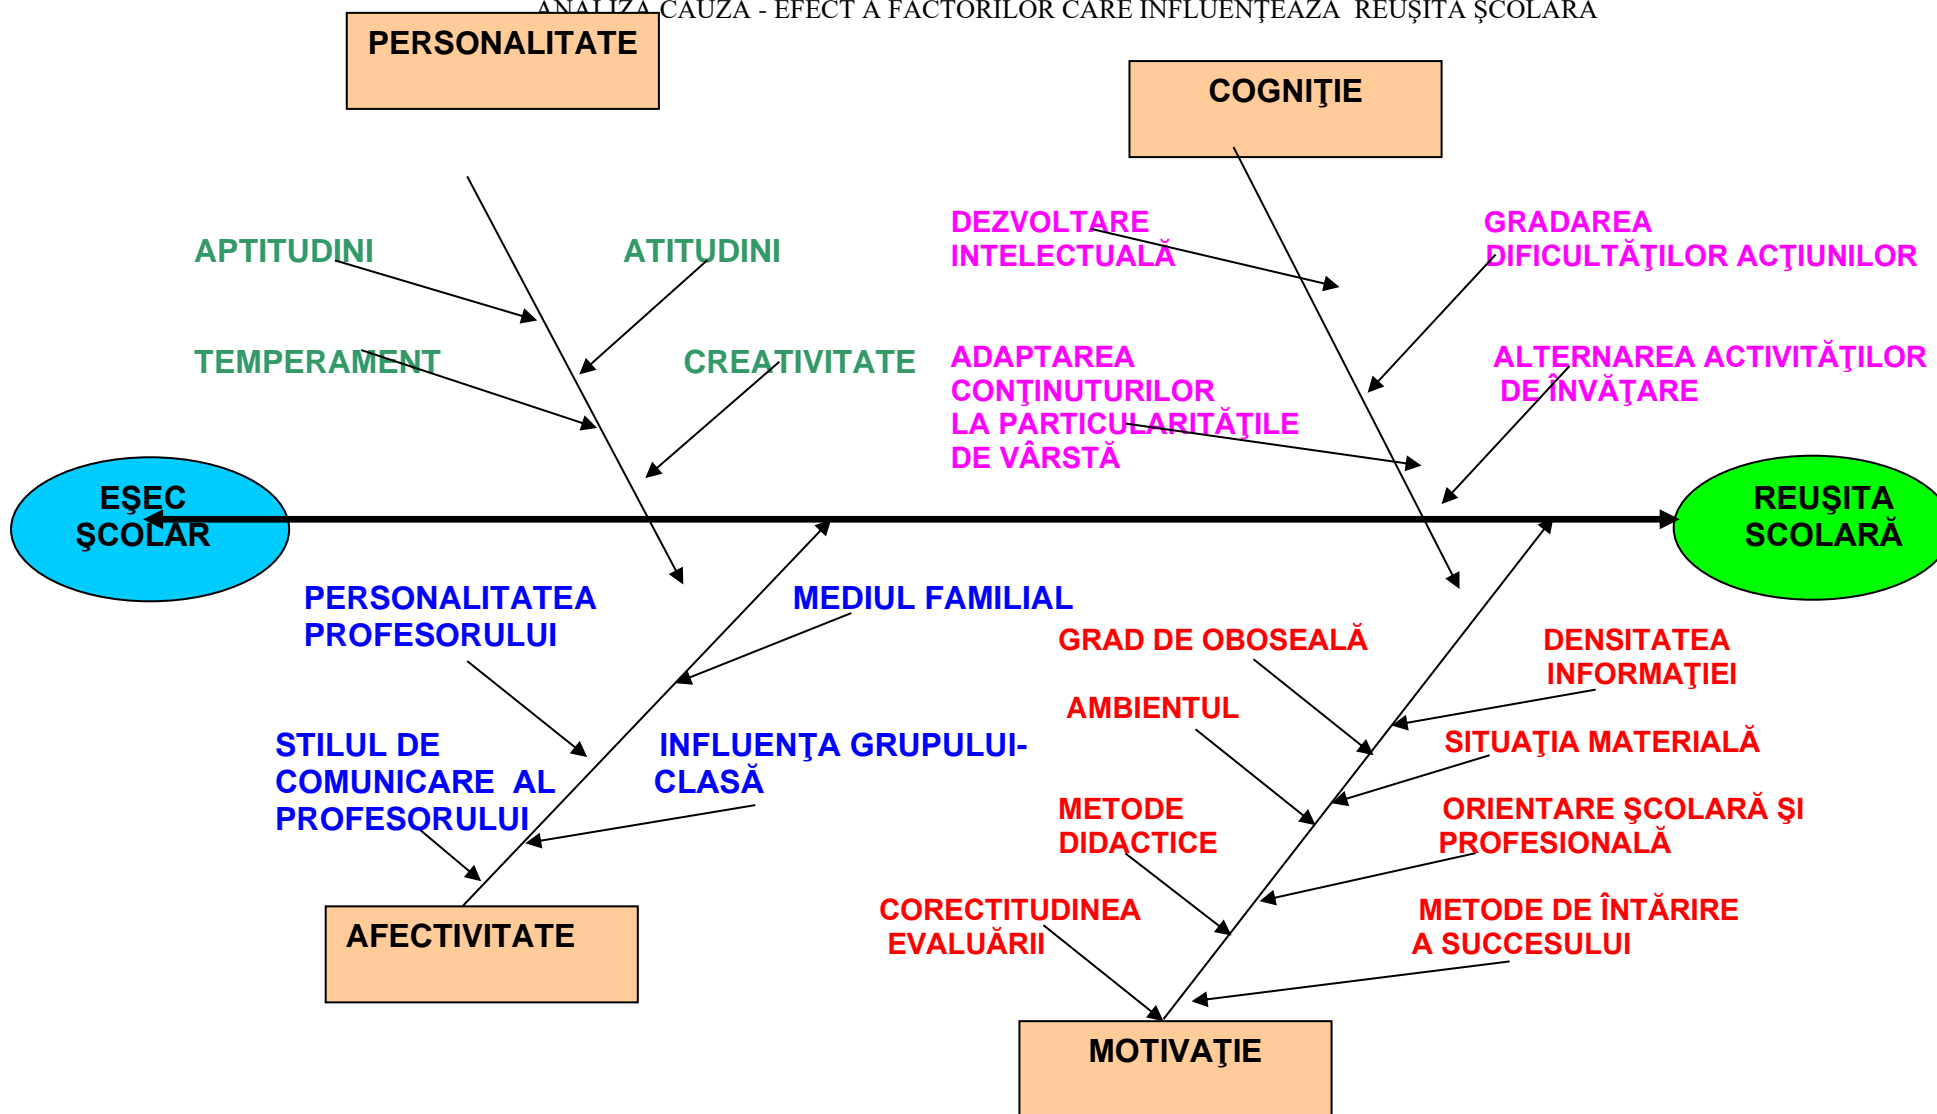 ANALIZA CAUZA - EFECT A FACTORILOR CARE INFLUENŢEAZĂ REUŞITA ŞCOLARĂ
PERSONALITATE
COGNIŢIE
APTITUDINI
ATITUDINI
DEZVOLTARE
INTELECTUALĂ
GRADAREA
DIFICULTĂŢILOR ACŢIUNILOR
TEMPERAMENT
CREATIVITATE
ADAPTAREA
CONŢINUTURILOR
LA PARTICULARITĂŢILE
DE VÂRSTĂ
ALTERNAREA ACTIVITĂŢILOR
DE ÎNVĂŢARE
EŞEC
ŞCOLAR
REUŞITA
SCOLARĂ
PERSONALITATEA
PROFESORULUI
MEDIUL FAMILIAL
STILUL DE
COMUNICARE AL
PROFESORULUI
INFLUENŢA GRUPULUI-
CLASĂ
AFECTIVITATE
GRAD DE OBOSEALĂ
DENSITATEA
INFORMAŢIEI
AMBIENTUL
SITUAŢIA MATERIALĂ
METODE
DIDACTICE
ORIENTARE ŞCOLARĂ ŞI
PROFESIONALĂ
CORECTITUDINEA
EVALUĂRII
METODE DE ÎNTĂRIRE
A SUCCESULUI
MOTIVAŢIE